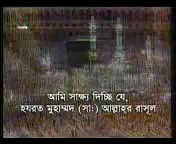 আমি সাক্ষ্য দিচ্ছি যে,
হযরত মুহাম্মদ (সা:) আল্লাহর রাসূল